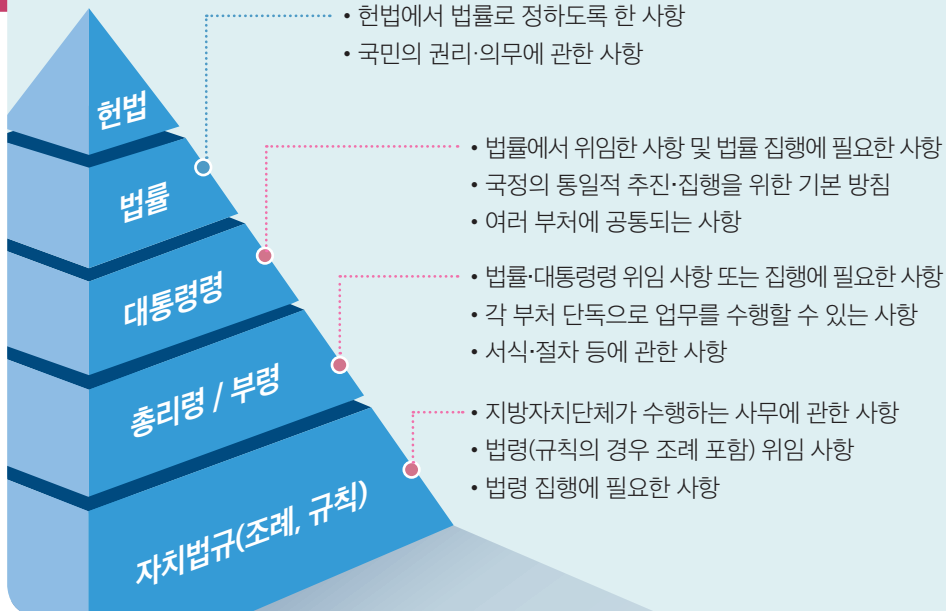 • 헌법에서 법률로 정하도록 한 사항
• 국민의 권리·의무에 관한 사항
헌법
• 법률에서 위임한 사항 및 법률 집행에 필요한 사항
• 국정의 통일적 추진·집행을 위한 기본 방침
• 여러 부처에 공통되는 사항
법률
• 법률·대통령령 위임 사항 또는 집행에 필요한 사항
• 각 부처 단독으로 업무를 수행할 수 있는 사항
• 서식·절차 등에 관한 사항
대통령령
총리령 / 부령
• 지방자치단체가 수행하는 사무에 관한 사항
• 법령(규칙의 경우 조례 포함) 위임 사항
• 법령 집행에 필요한 사항
자치법규(조례, 규칙)